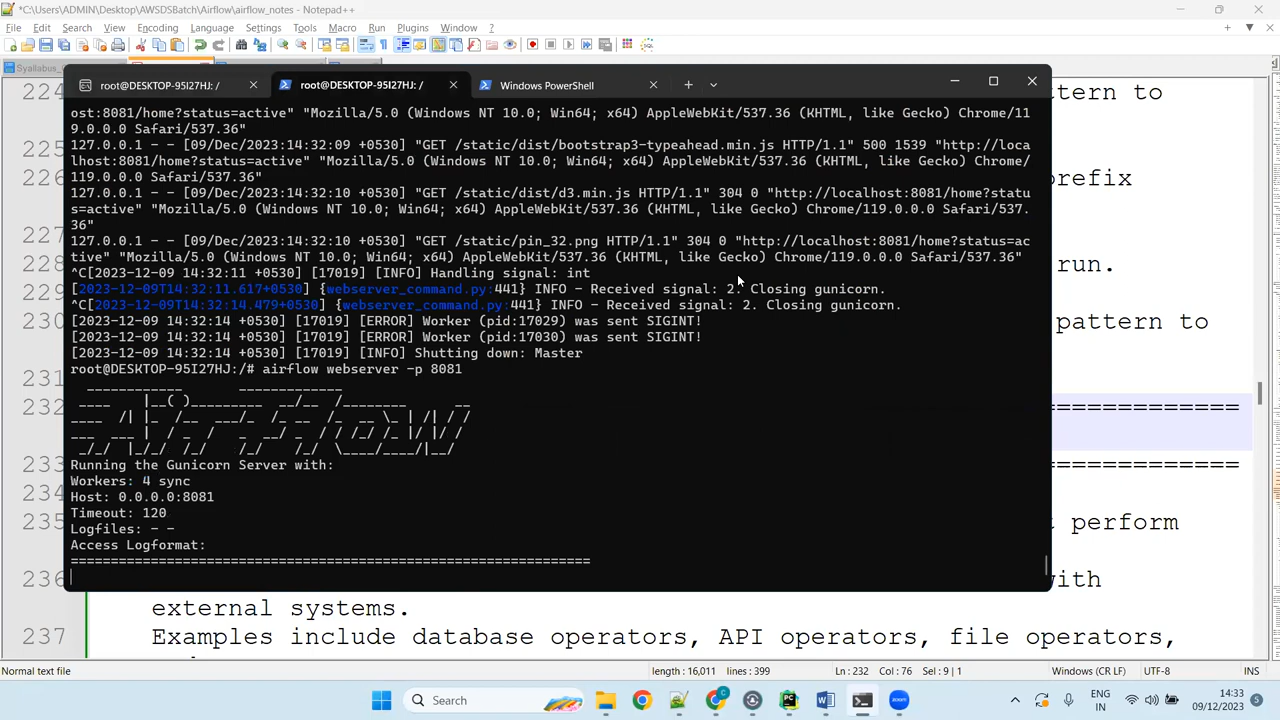 *C:\Users\ADMIN\Desktop\AWSDSBatch\Airflow\airflow_notes - Notepad++
File Edit Search View Encoding Language Settings Tools Macro Run Plugins Window ?
root@DESKTOP-95I27HJ: / root@DESKTOP-95I27HJ: / Windows PowerShell
ost:8081/home?status=active" "Mozilla/5.0 (Windows NT 10.0; Win64; x64) AppleWebKit/537.36 (KHTML, like Gecko) Chrome/11
9.0.0.0 Safari/537.36"
127.0.0.1 - - [09/Dec/2023:14:32:09 +0530] "GET /static/dist/bootstrap3-typeahead.min.js HTTP/1.1" 500 1539 "http://loca
lhost:8081/home?status=active" "Mozilla/5.0 (Windows NT 10.0; Win64; x64) AppleWebKit/537.36 (KHTML, like Gecko) Chrome/
119.0.0.0 Safari/537.36"
127.0.0.1 - - [09/Dec/2023:14:32:10 +0530] "GET /static/dist/d3.min.js HTTP/1.1" 304 0 "http://localhost:8081/home?statu
s=active" "Mozilla/5.0 (Windows NT 10.0; Win64; x64) AppleWebKit/537.36 (KHTML, like Gecko) Chrome/119.0.0.0 Safari/537.
36"
127.0.0.1 - - [09/Dec/2023:14:32:10 +0530] "GET /static/pin_32.png HTTP/1.1" 304 0 "http://localhost:8081/home?status=ac
tive" "Mozilla/5.0 (Windows NT 10.0; Win64; x64) AppleWebKit/537.36 (KHTML, like Gecko) Chrome/119.0.0.0 Safari/537.36"
^C[2023-12-09 14:32:11 +0530] [17019] [INFO] Handling signal: int
[2023-12-09T14:32:11.617+0530] {webserver_command.py:441} INFO - Received signal: 2. Closing gunicorn.
^C[2023-12-09T14:32:14.479+0530] {webserver_command.py:441} INFO - Received signal: 2. Closing gunicorn.
[2023-12-09 14:32:14 +0530] [17019] [ERROR] Worker (pid:17029) was sent SIGINT!
[2023-12-09 14:32:14 +0530] [17019] [ERROR] Worker (pid:17030) was sent SIGINT!
[2023-12-09 14:32:14 +0530] [17019] [INFO] Shutting down: Master
root@DESKTOP-95I27HJ:/# airflow webserver -p 8081
Running the Gunicorn Server with:
Workers: 4 sync
Host: 0.0.0.0:8081
Timeout: 120
Logfiles: - -
Access Logformat:
=================================================================
224 tern to
225
226 prefix
227
228 run.
229
230 pattern to
231
232
233
234
235 t perform
236 with
external systems.
237 Examples include database operators, API operators, file operators,
Normal text file length : 16,011 lines : 399 Ln : 232 Col : 76 Sel : 9 | 1 Windows (CR LF) UTF-8 INS
Search ENG IN 14:33 09/12/2023